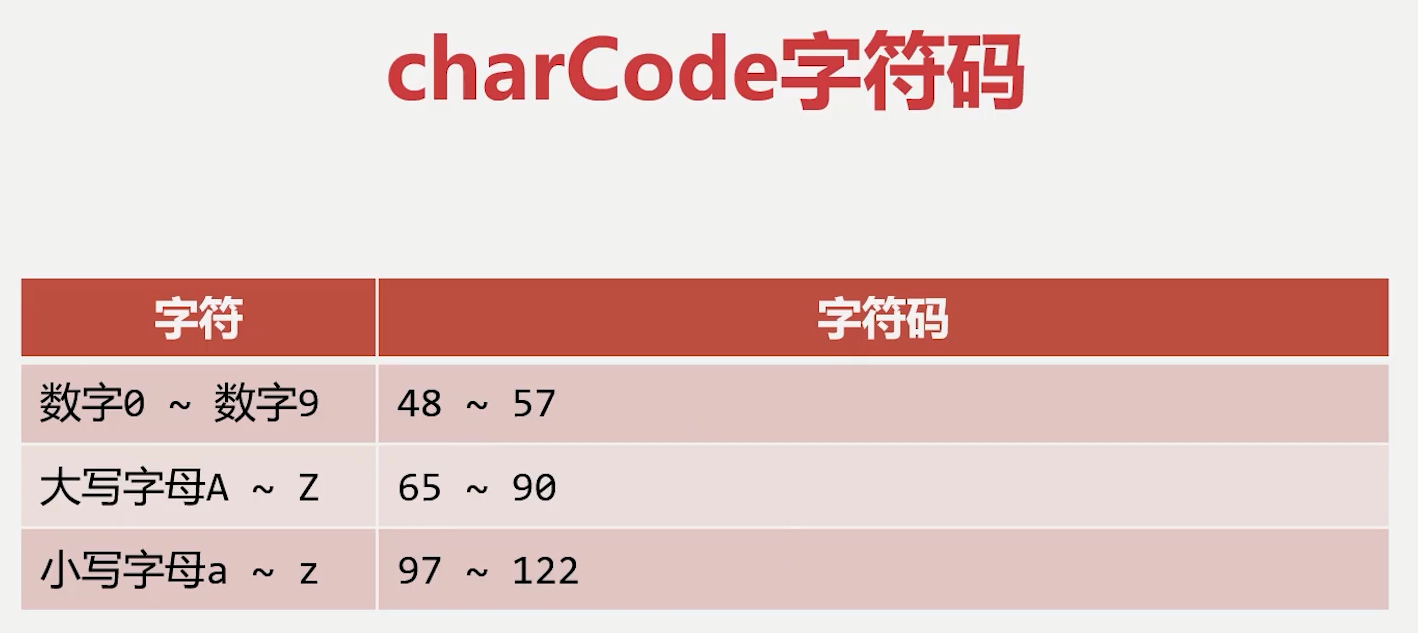 charCode字符码
字符 字符码
数字0 ~ 数字9 48 ~ 57
大写字母A ~ Z 65 ~ 90
小写字母a ~ z 97 ~ 122